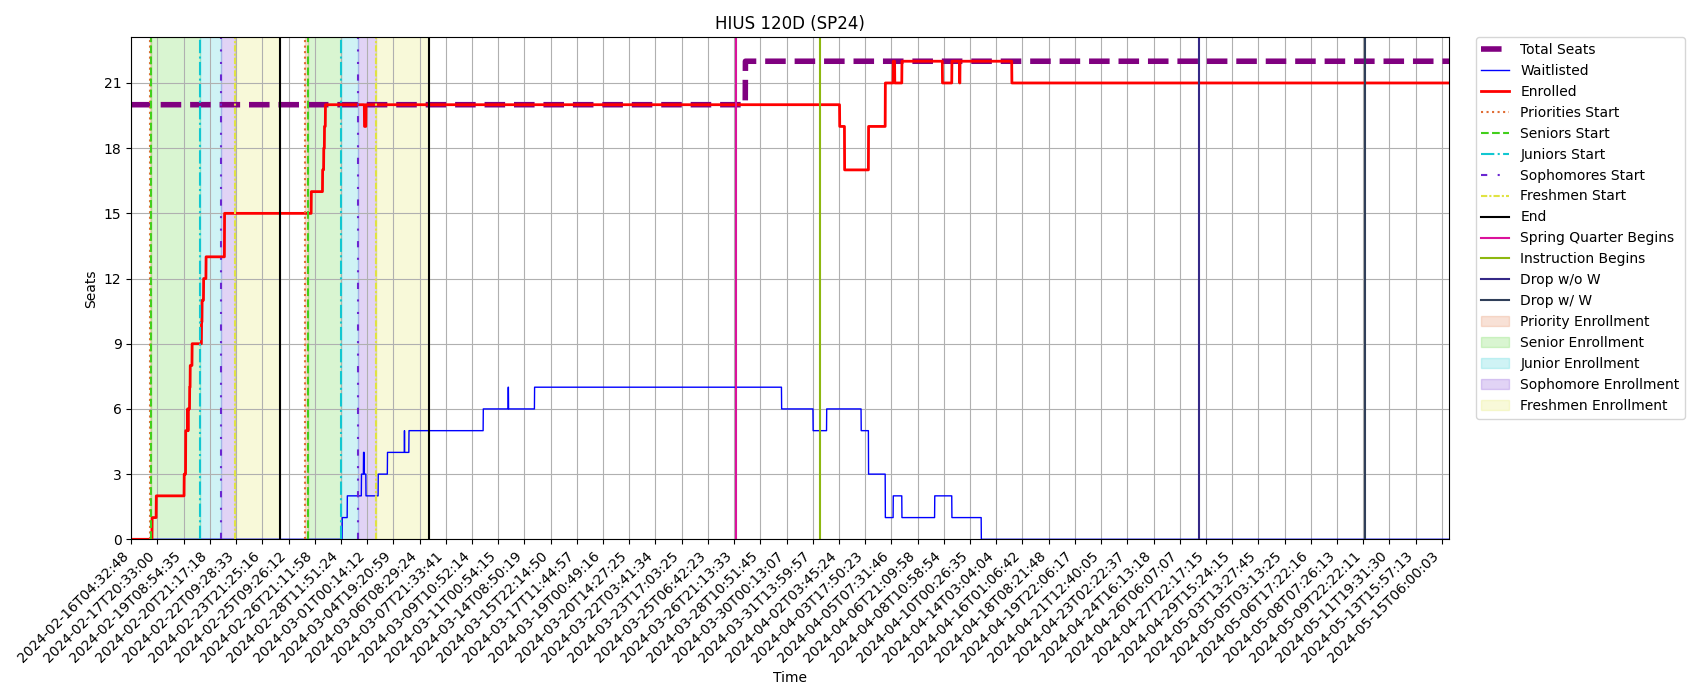 HIUS 120D (SP24)
Seats
21
18
15
12
9
6
3
0
2024-02-16T04:32:48
2024-02-17T20:33:00
2024-02-19T08:54:35
2024-02-20T21:17:18
2024-02-22T09:28:33
2024-02-23T21:25:16
2024-02-25T09:26:12
2024-02-26T21:11:58
2024-02-28T11:51:24
2024-03-01T00:14:12
2024-03-04T19:20:59
2024-03-06T08:29:24
2024-03-07T21:33:41
2024-03-11T00:54:15
2024-03-14T08:50:19
2024-03-15T22:14:50
2024-03-17T11:44:57
2024-03-19T00:49:16
2024-03-20T14:27:25
2024-03-22T03:41:34
2024-03-23T17:03:25
2024-03-25T06:42:23
2024-03-26T21:13:33
2024-03-28T10:51:45
2024-03-30T00:13:07
2024-03-31T13:59:57
2024-04-02T03:45:24
2024-04-03T17:50:23
2024-04-05T07:31:46
2024-04-06T21:09:58
2024-04-08T10:58:54
2024-04-10T00:26:35
2024-04-14T03:04:04
2024-04-16T01:06:42
2024-04-18T08:21:48
2024-04-19T22:06:17
2024-04-21T12:40:05
2024-04-23T02:22:37
2024-04-24T16:13:18
2024-04-26T06:07:07
2024-04-27T22:17:15
2024-04-29T15:24:15
2024-05-03T13:27:45
2024-05-05T03:13:25
2024-05-06T17:22:16
2024-05-08T07:26:13
2024-05-09T22:22:11
2024-05-11T19:31:30
2024-05-13T15:57:13
2024-05-15T06:00:03
Time
Total Seats
Waitlisted
Enrolled
Priorities Start
Seniors Start
Juniors Start
Sophomores Start
Freshmen Start
End
Spring Quarter Begins
Instruction Begins
Drop w/o W
Drop w/ W
Priority Enrollment
Senior Enrollment
Junior Enrollment
Sophomore Enrollment
Freshmen Enrollment